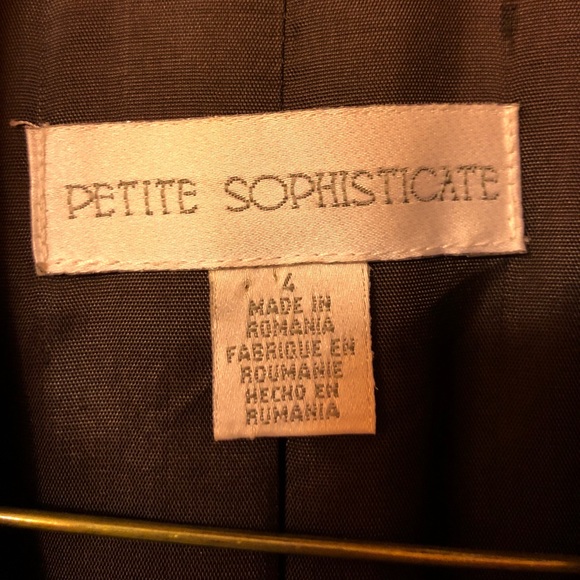 PETITE SOPHISTICATE
4
MADE IN
ROMANIA
FABRIQUE EN
ROUMANIE
HECHO EN
RUMANIA